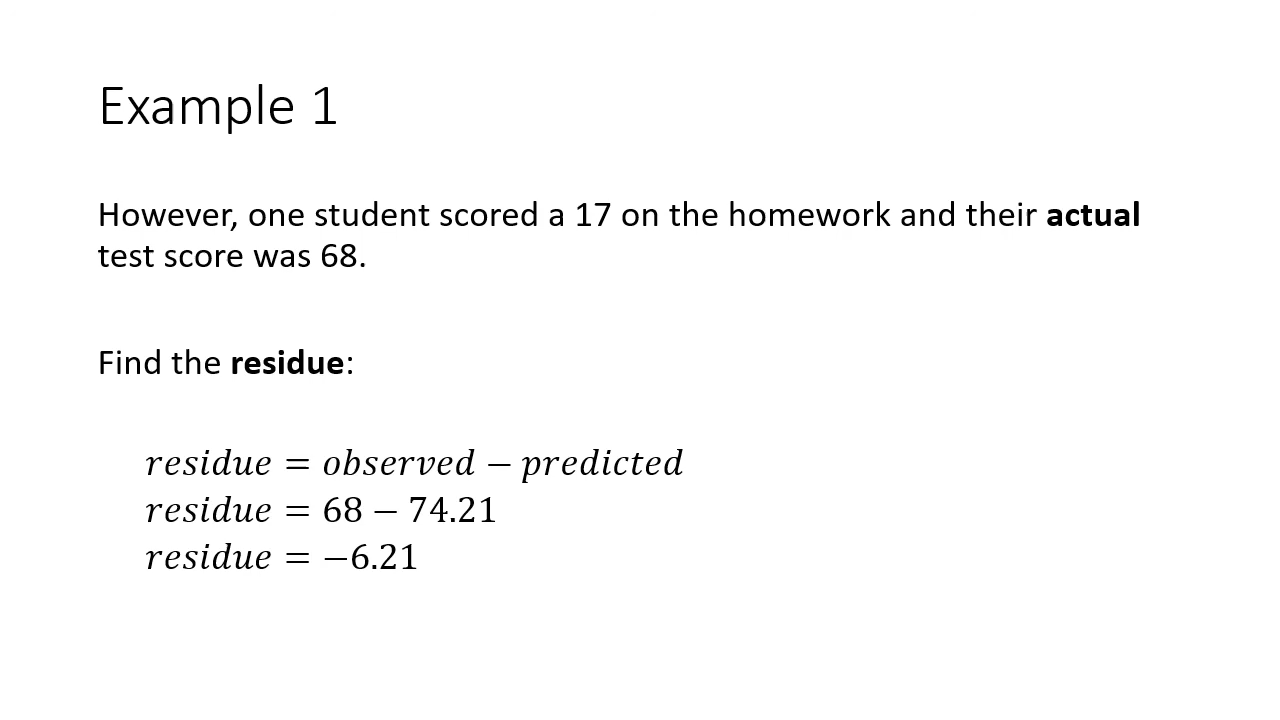 Example 1
However, one student scored a 17 on the homework and their actual
test score was 68.
Find the residue:
residue = observed − predicted
residue = 68 − 74.21
residue = −6.21